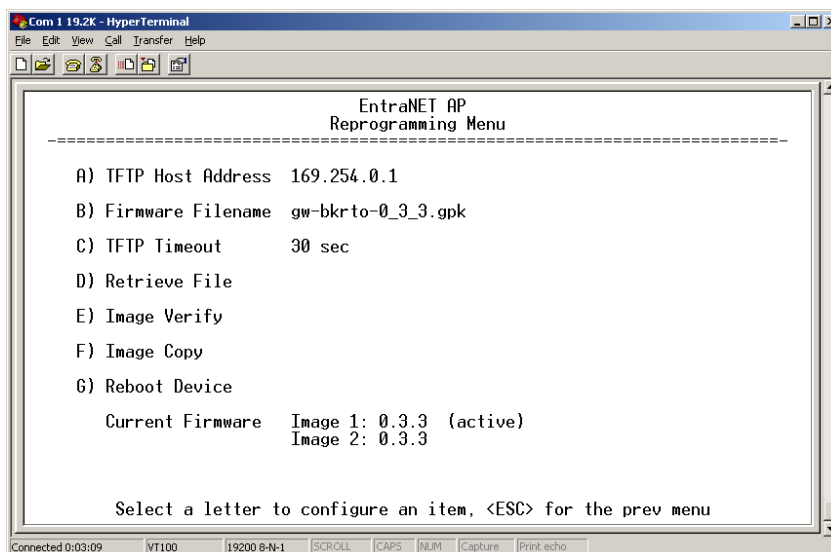 Com 1 19.2K - HyperTerminal
File Edit View Call Transfer Help
EntraNET AP
Reprogramming Menu
-==========================================================================-
A) TFTP Host Address 169.254.0.1
B) Firmware Filename gw-bkrto-0_3_3.gpk
C) TFTP Timeout 30 sec
D) Retrieve File
E) Image Verify
F) Image Copy
G) Reboot Device
Current Firmware Image 1: 0.3.3 (active)
Image 2: 0.3.3
Select a letter to configure an item, <ESC> for the prev menu
Connected 0:03:09 VT100 19200 8-N-1 SCROLL CAPS NUM Capture Print echo